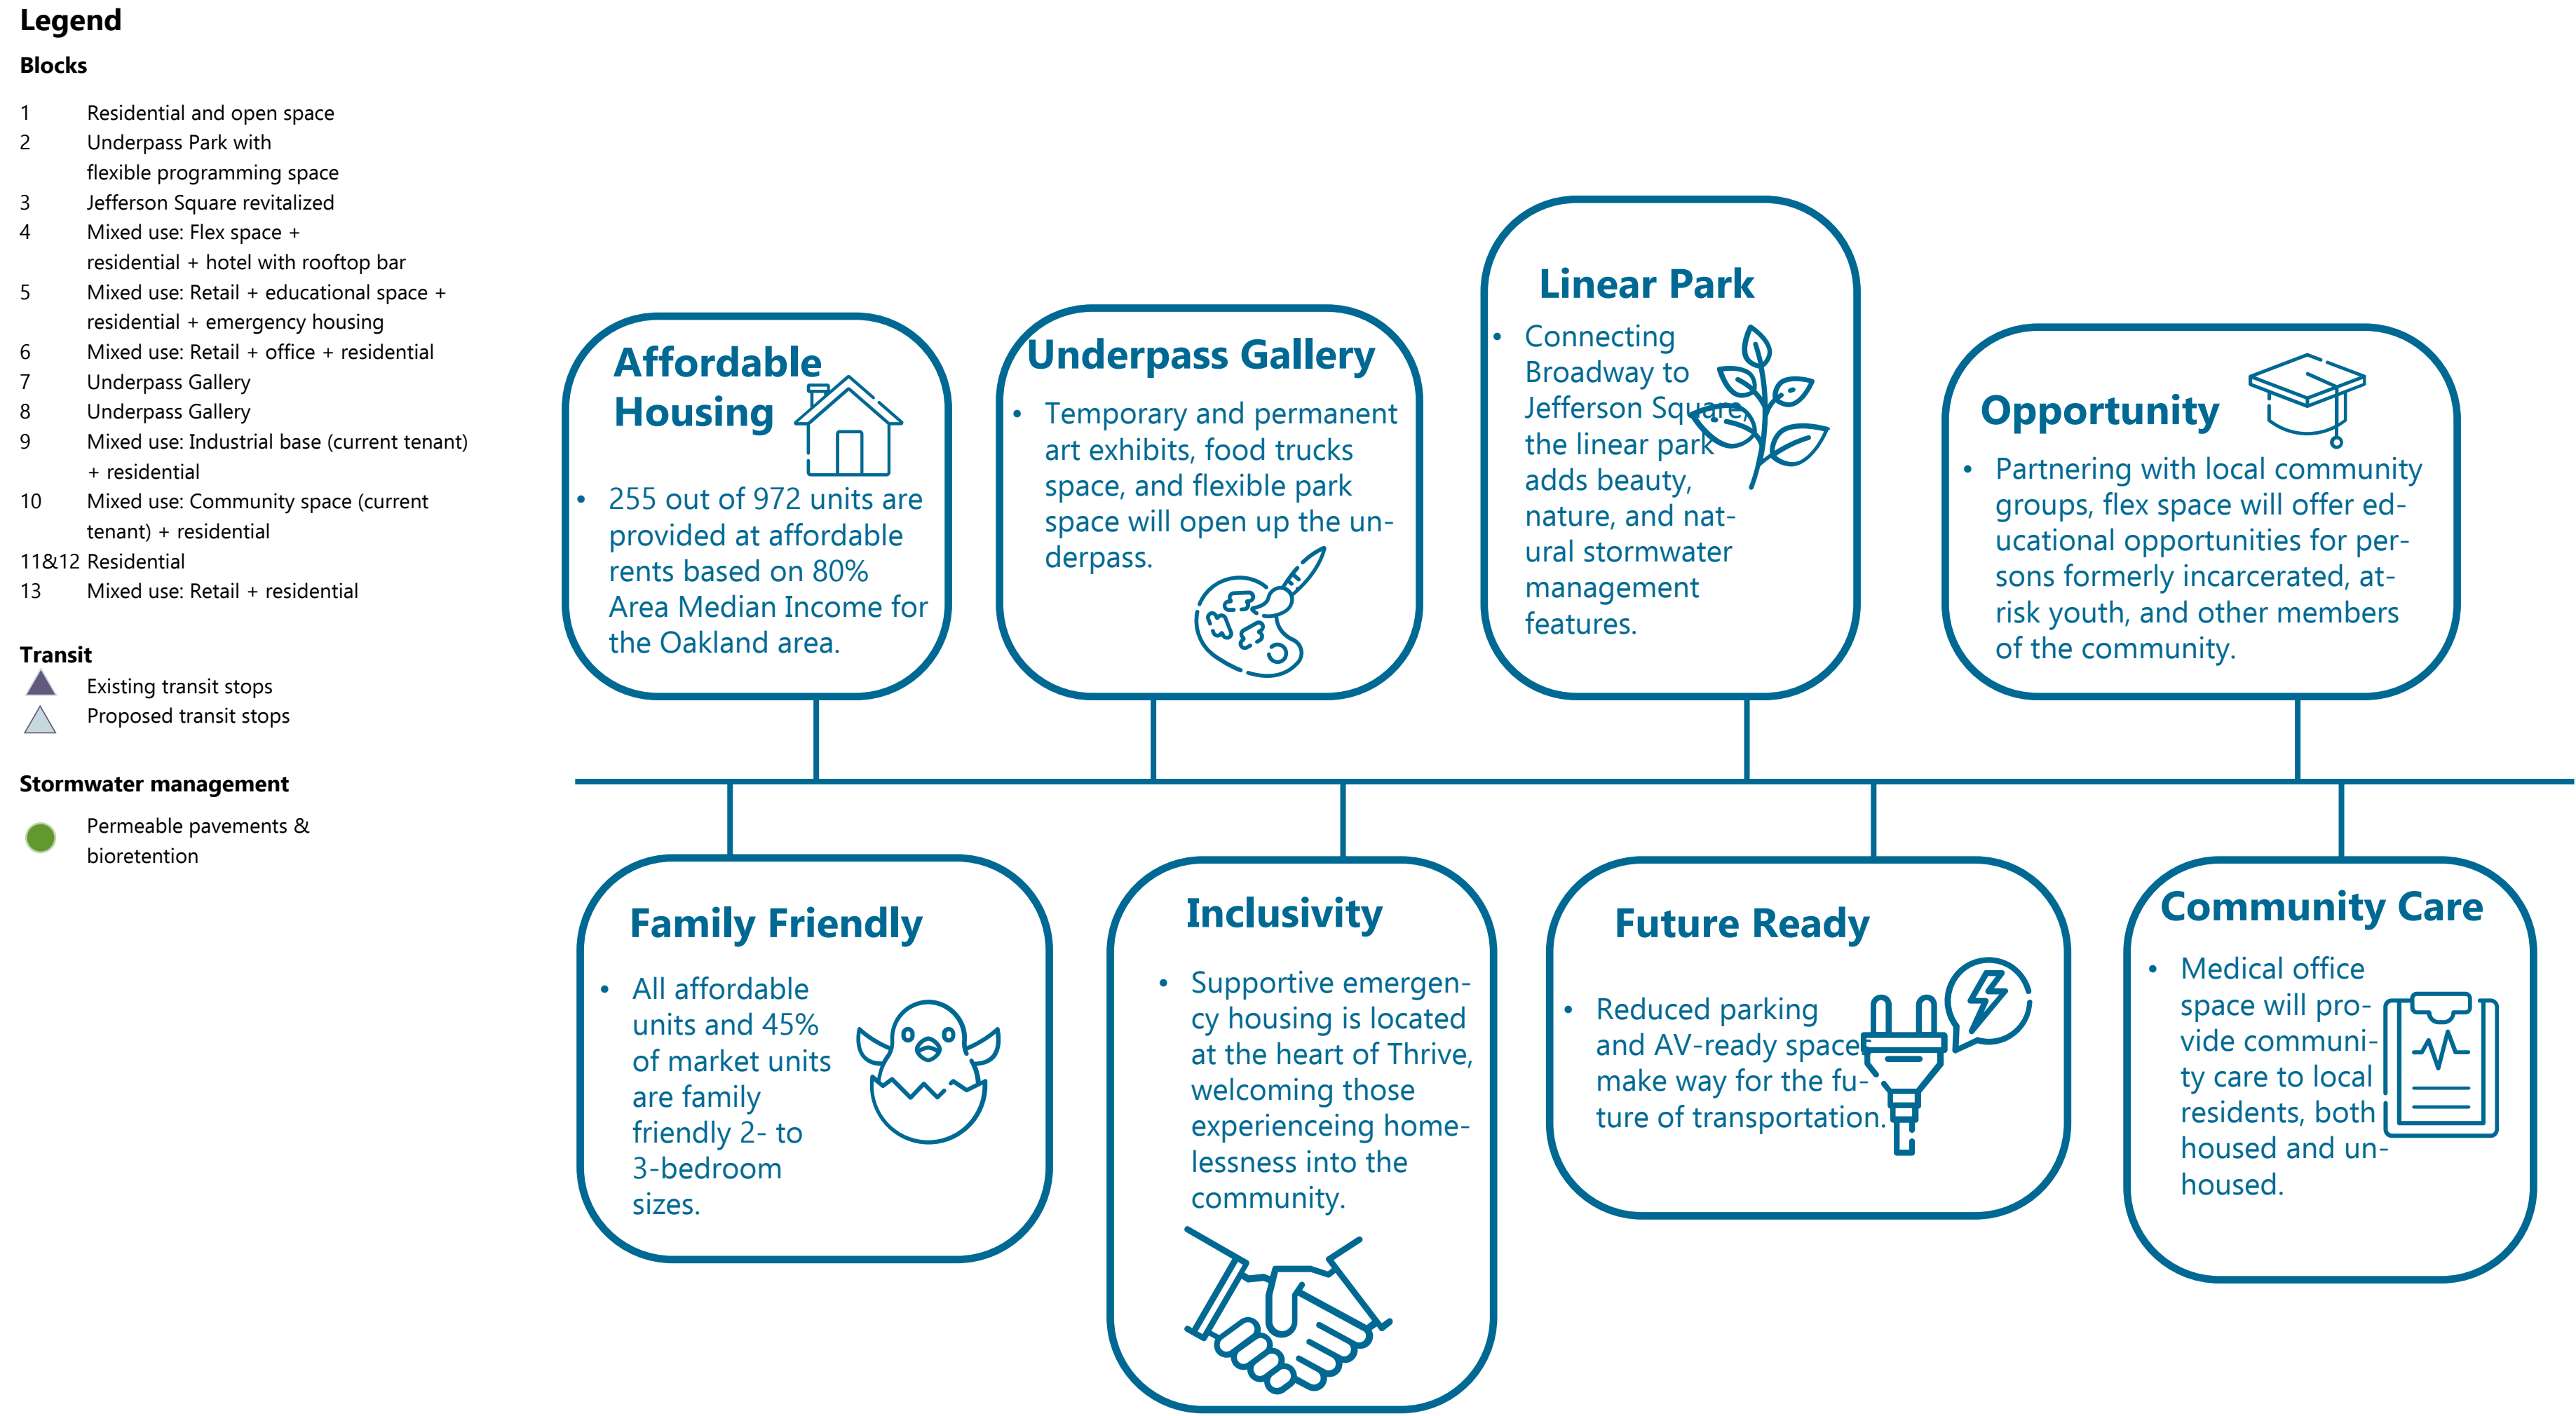 Legend
Blocks
1 Residential and open space
2 Underpass Park with
flexible programming space
3 Jefferson Square revitalized
4 Mixed use: Flex space +
residential + hotel with rooftop bar
5 Mixed use: Retail + educational space +
residential + emergency housing
6 Mixed use: Retail + office + residential
7 Underpass Gallery
8 Underpass Gallery
9 Mixed use: Industrial base (current tenant)
+ residential
10 Mixed use: Community space (current
tenant) + residential
11&12 Residential
13 Mixed use: Retail + residential
Transit
Existing transit stops
Proposed transit stops
Stormwater management
Permeable pavements &
bioretention
Affordable
Housing
• 255 out of 972 units are
provided at affordable
rents based on 80%
Area Median Income for
the Oakland area.
Underpass Gallery
• Temporary and permanent
art exhibits, food trucks
space, and flexible park
space will open up the un-
derpass.
Linear Park
• Connecting
Broadway to
Jefferson Square,
the linear park
adds beauty,
nature, and nat-
ural stormwater
management
features.
Opportunity
• Partnering with local community
groups, flex space will offer ed-
ucational opportunities for per-
sons formerly incarcerated, at-
risk youth, and other members
of the community.
Family Friendly
• All affordable
units and 45%
of market units
are family
friendly 2- to
3-bedroom
sizes.
Inclusivity
• Supportive emergen-
cy housing is located
at the heart of Thrive,
welcoming those
experienceing home-
lessness into the
community.
Future Ready
• Reduced parking
and AV-ready spaces
make way for the fu-
ture of transportation.
Community Care
• Medical office
space will pro-
vide communi-
ty care to local
residents, both
housed and un-
housed.